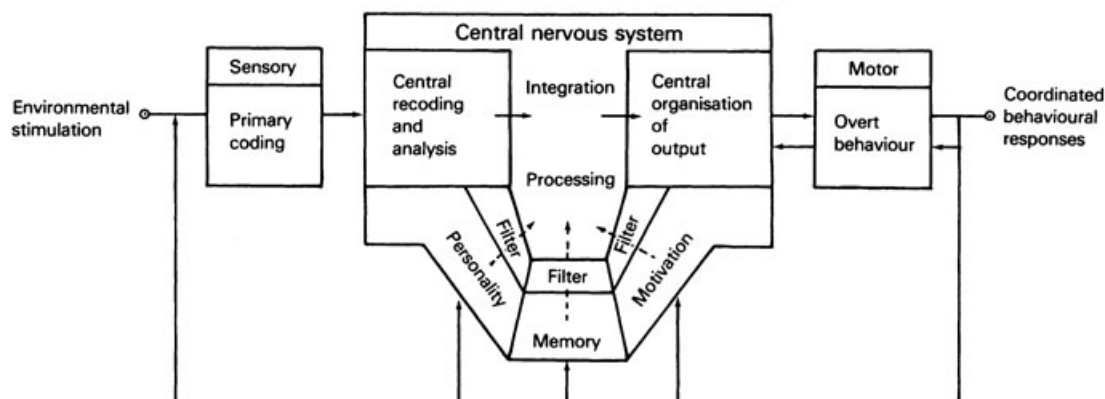 Central nervous system
Environmental
stimulation
Sensory
Primary
coding
Central
recoding
and
analysis
Integration
Processing
Central
organisation
of
output
Motor
Overt
behaviour
Coordinated
behavioural
responses
Personality
Filter
Filter
Filter
Motivation
Memory